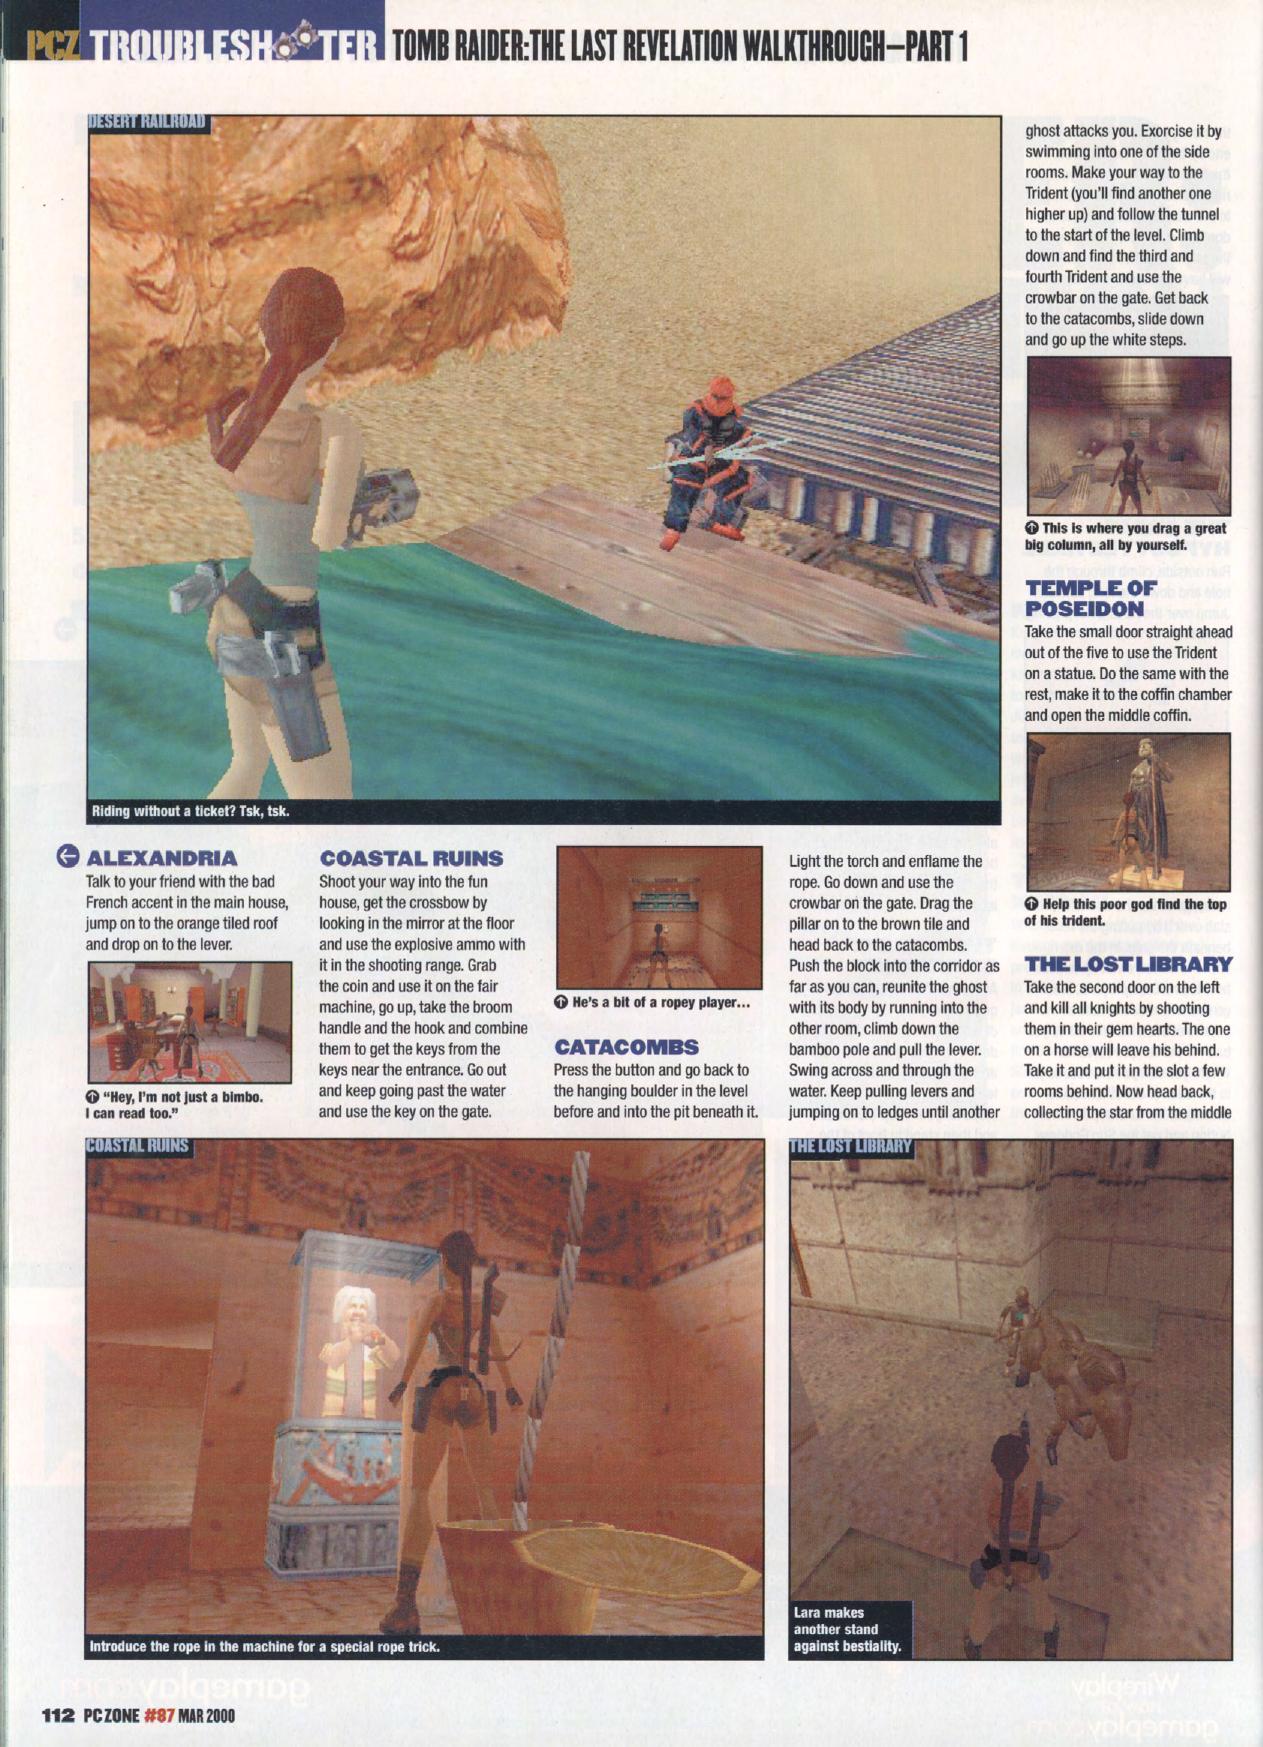 PCZ TROUBLESHOOTER TOMB RAIDER:THE LAST REVELATION WALKTHROUGH—PART 1
DESERT RAILROAD
Riding without a ticket? Tsk, tsk.
ALEXANDRIA
Talk to your friend with the bad
French accent in the main house,
jump on to the orange tiled roof
and drop on to the lever.
"Hey, I'm not just a bimbo.
I can read too."
COASTAL RUINS
Shoot your way into the fun
house, get the crossbow by
looking in the mirror at the floor
and use the explosive ammo with
it in the shooting range. Grab
the coin and use it on the fair
machine, go up, take the broom
handle and the hook and combine
them to get the keys from the
keys near the entrance. Go out
and keep going past the water
and use the key on the gate.
He's a bit of a ropey player...
CATACOMBS
Press the button and go back to
the hanging boulder in the level
before and into the pit beneath it.
Light the torch and enflame the
rope. Go down and use the
crowbar on the gate. Drag the
pillar on to the brown tile and
head back to the catacombs.
Push the block into the corridor as
far as you can, reunite the ghost
with its body by running into the
other room, climb down the
bamboo pole and pull the lever.
Swing across and through the
water. Keep pulling levers and
jumping on to ledges until another
ghost attacks you. Exorcise it by
swimming into one of the side
rooms. Make your way to the
Trident (you'll find another one
higher up) and follow the tunnel
to the start of the level. Climb
down and find the third and
fourth Trident and use the
crowbar on the gate. Get back
to the catacombs, slide down
and go up the white steps.
This is where you drag a great
big column, all by yourself.
TEMPLE OF
POSEIDON
Take the small door straight ahead
out of the five to use the Trident
on a statue. Do the same with the
rest, make it to the coffin chamber
and open the middle coffin.
Help this poor god find the top
of his trident.
THE LOST LIBRARY
Take the second door on the left
and kill all knights by shooting
them in their gem hearts. The one
on a horse will leave his behind.
Take it and put it in the slot a few
rooms behind. Now head back,
collecting the star from the middle
COASTAL RUINS
Introduce the rope in the machine for a special rope trick.
THE LOST LIBRARY
Lara makes
another stand
against bestiality.
112 PC ZONE #87 MAR 2000